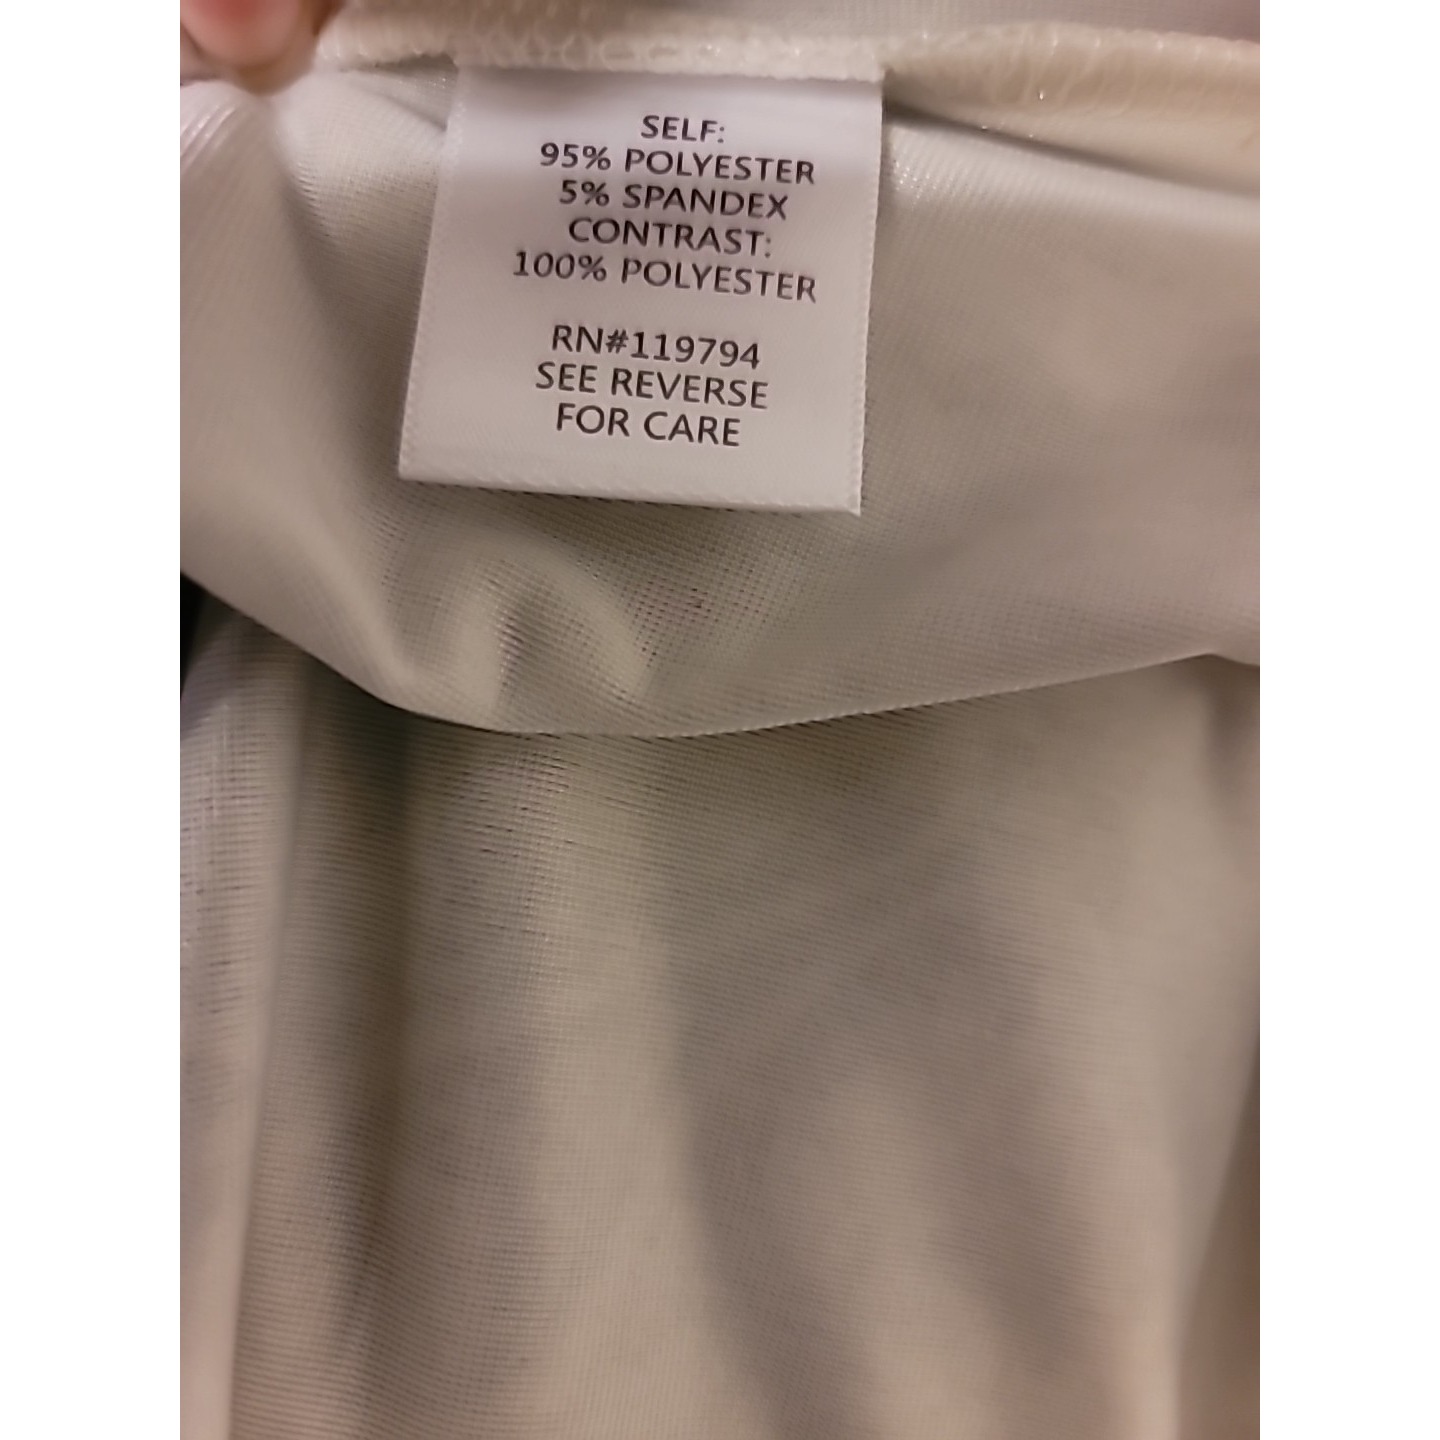 SELF:
95% POLYESTER
5% SPANDEX
CONTRAST:
100% POLYESTER
RN#119794
SEE REVERSE
FOR CARE